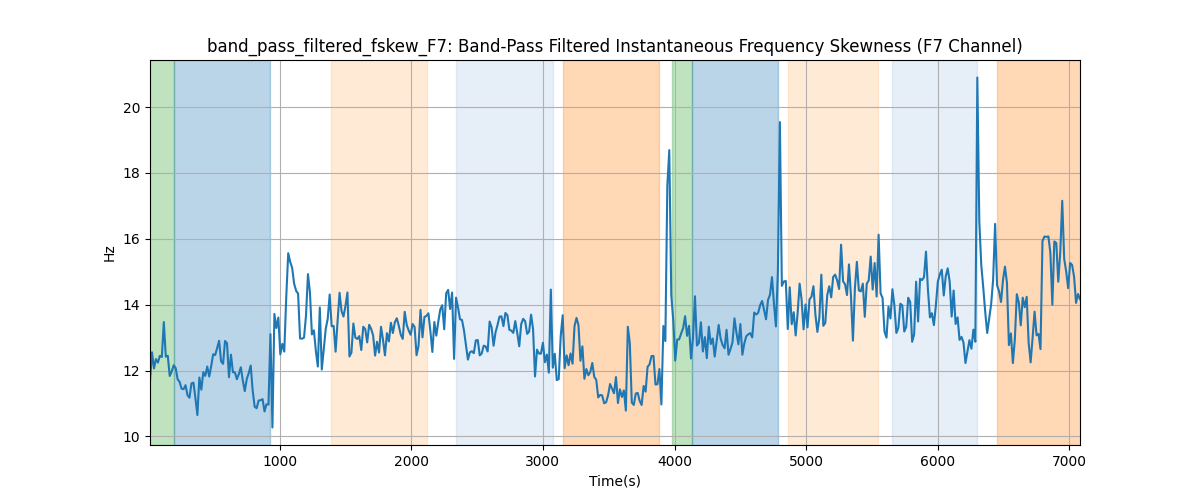 band_pass_filtered_fskew_F7: Band-Pass Filtered Instantaneous Frequency Skewness (F7 Channel)
20
18
16
14
12
10
Hz
1000 2000 3000 4000 5000 6000 7000
Time(s)